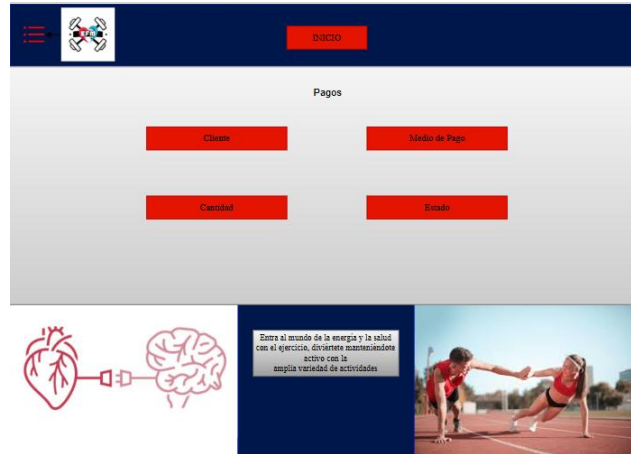 EFM
INICIO
Pagos
Cliente
Medio de Pago
Cantidad
Estado
Entra al mundo de la energía y la salud
con el ejercicio, diviértete manteniéndote
activo con la
amplia variedad de actividades